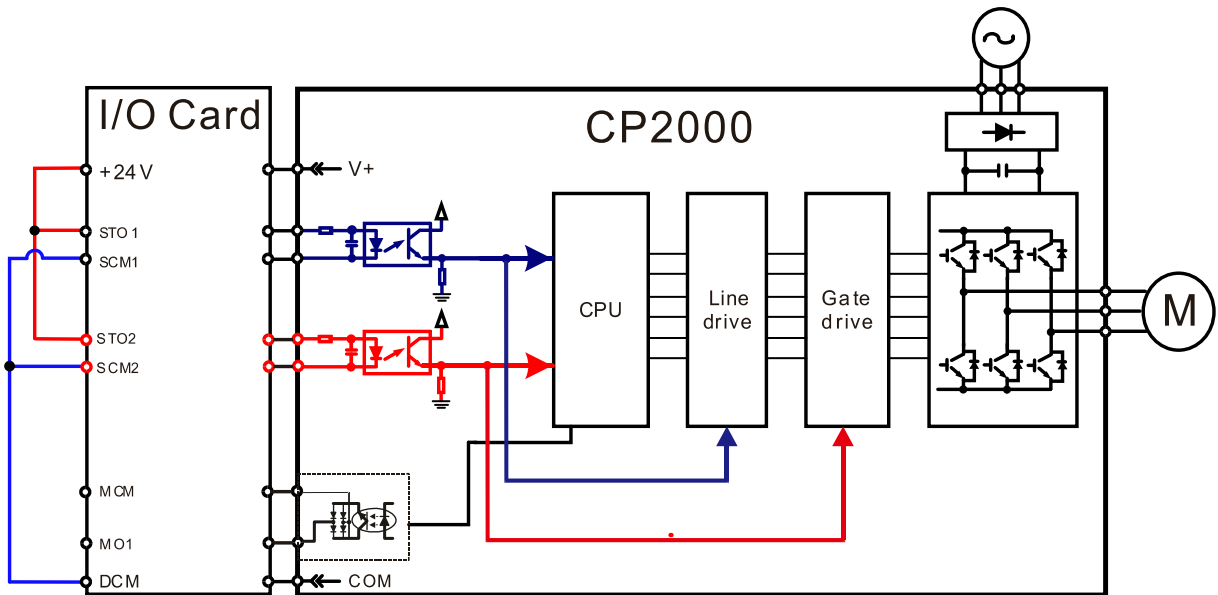 I/O Card
CP2000
+24V
V+
STO1
SCM1
STO2
SCM2
CPU
Line
drive
Gate
drive
M
MCM
MO1
DCM
COM